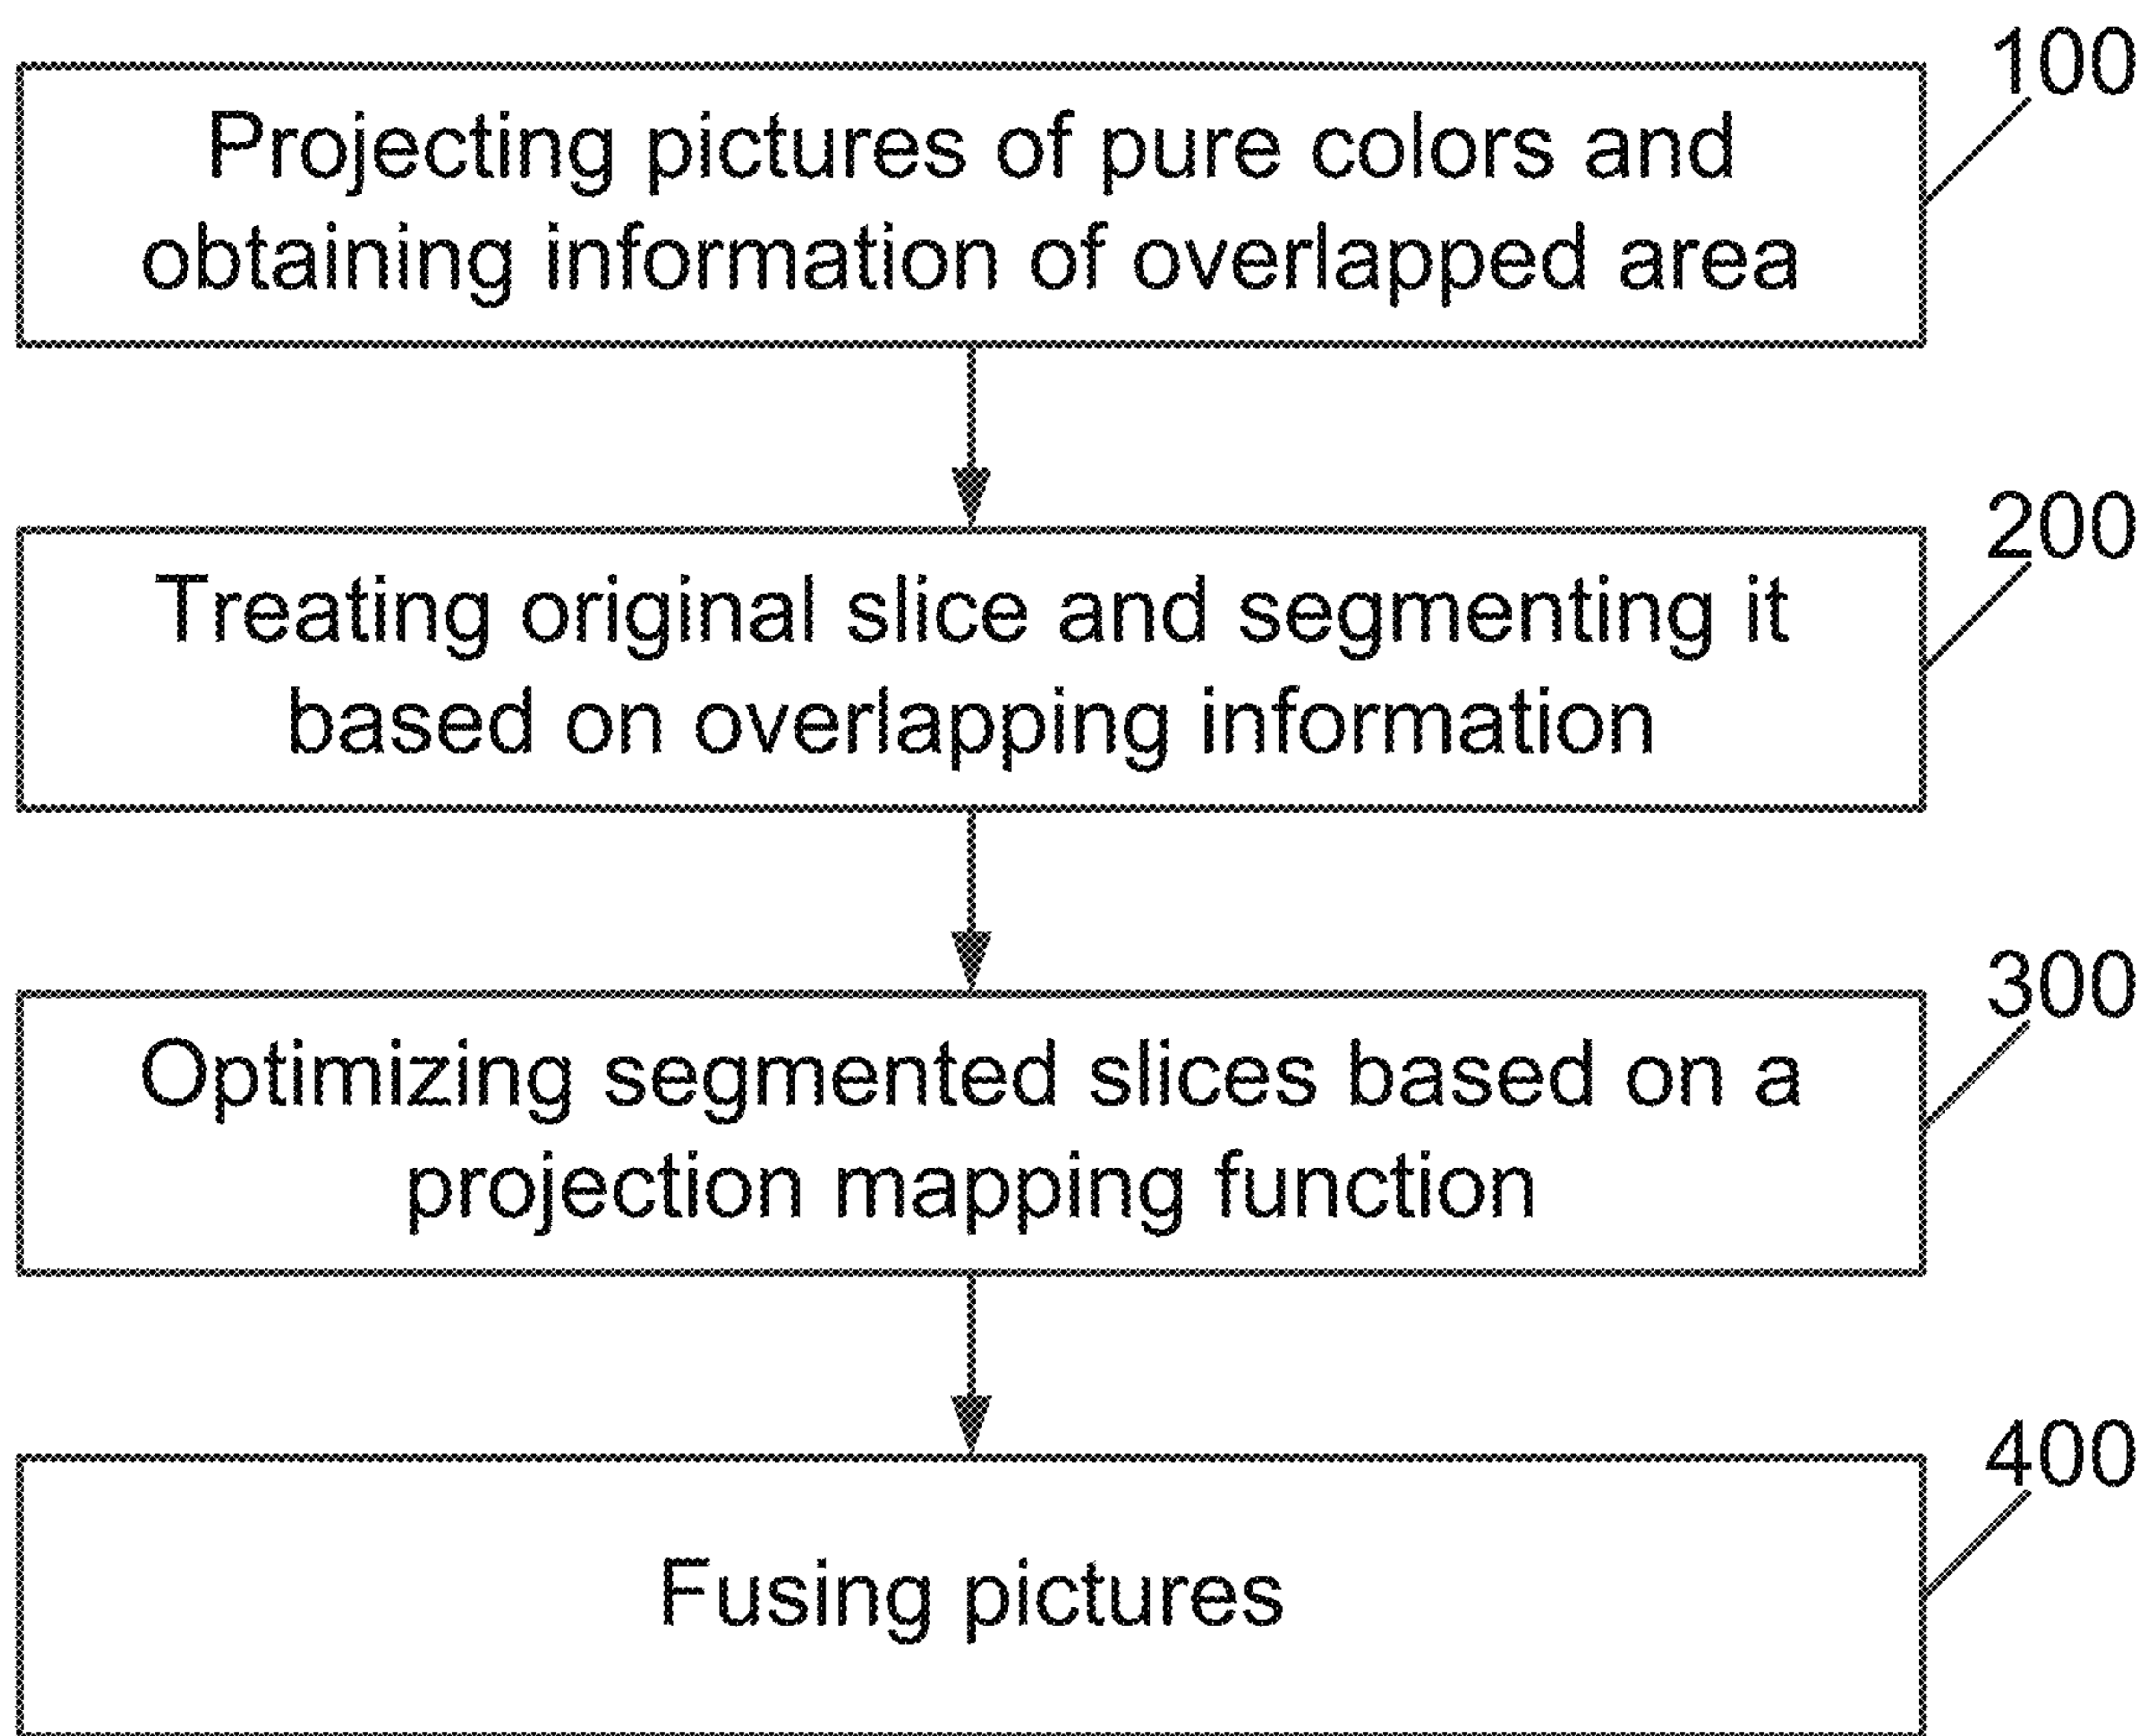 100
Projecting pictures of pure colors and
obtaining information of overlapped area
200
Treating original slice and segmenting it
based on overlapping information
300
Optimizing segmented slices based on a
projection mapping function
400
Fusing pictures